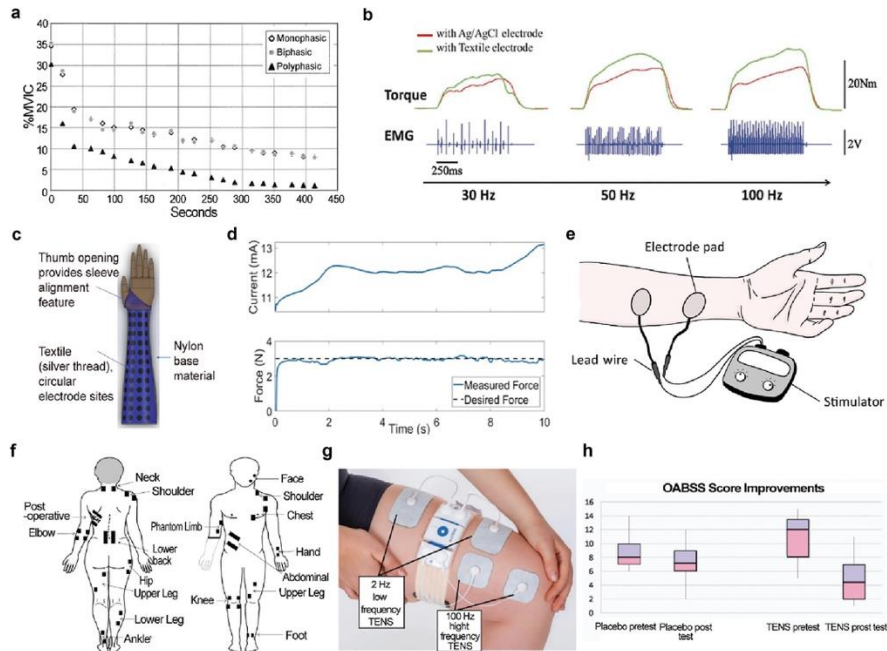 a
%MVIC
40
35
30
25
20
15
10
5
0
Monophasic
Biphasic
Polyphasic
0 50 100 150 200 250 300 350 400 450
Seconds
b
with Ag/AgCl electrode
with Textile electrode
Torque
20Nm
EMG
2V
250ms
30 Hz 50 Hz 100 Hz
c
Thumb opening
provides sleeve
alignment
feature
Textile
(silver thread),
circular
electrode sites
Nylon
base
material
d
Current (mA)
13
12
11
Force (N)
4
2
0
Measured Force
Desired Force
0 2 4 6 8 10
Time (s)
e
Electrode pad
Lead wire
Stimulator
f
Neck
Shoulder
Post
-operative
Elbow
Lower
back
Hip
Upper Leg
Lower Leg
Ankler
Face
Shoulder
Chest
Phantom Limb
Hand
Abdominal
Upper Leg
Knee
Foot
g
2 Hz
low
frequency
TENS
100 Hz
hight
frequency
TENS
h
OABSS Score Improvements
16
14
12
10
8
6
4
2
0
Placebo pretest
Placebo post
test
TENS pretest
TENS prost test